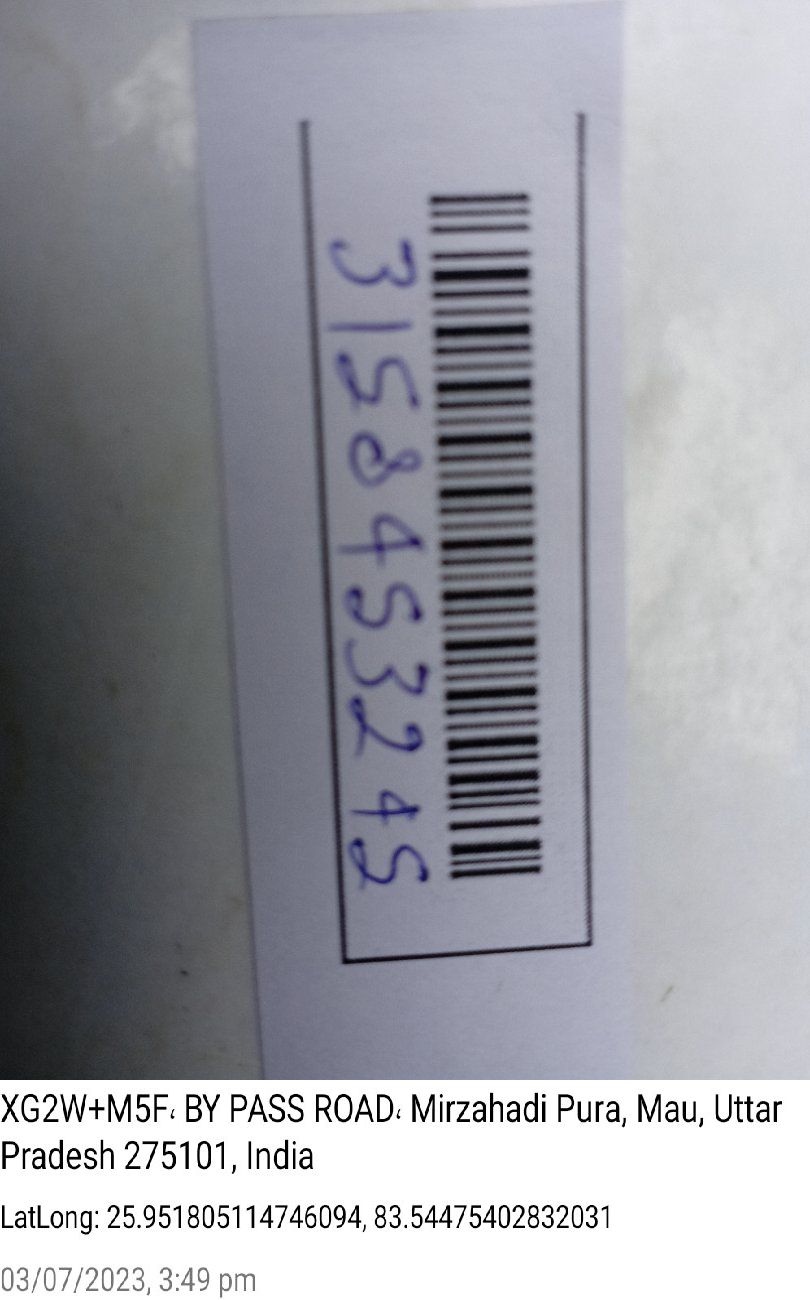 3158453245
XG2W+M5F، BY PASS ROAD، Mirzahadi Pura, Mau, Uttar
Pradesh 275101, India
LatLong: 25.951805114746094, 83.54475402832031
03/07/2023, 3:49 pm